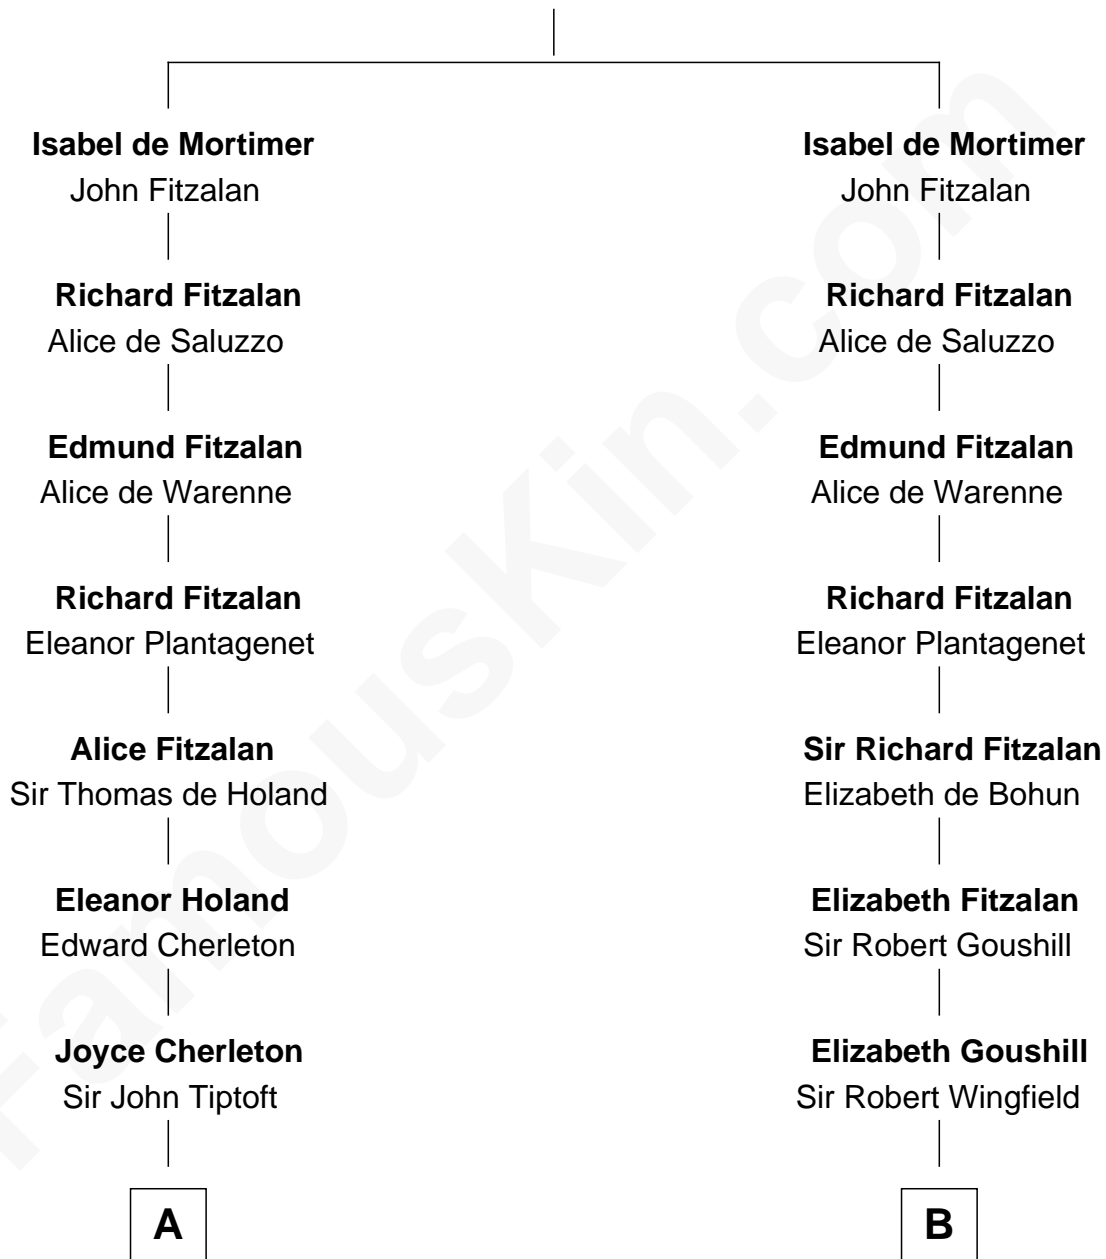 Isabel de Mortimer
John Fitzalan
Richard Fitzalan
Alice de Saluzzo
Edmund Fitzalan
Alice de Warenne
Richard Fitzalan
Eleanor Plantagenet
Alice Fitzalan
Sir Thomas de Holand
Eleanor Holand
Edward Cherleton
Joyce Cherleton
Sir John Tiptoft
A
Isabel de Mortimer
John Fitzalan
Richard Fitzalan
Alice de Saluzzo
Edmund Fitzalan
Alice de Warenne
Richard Fitzalan
Eleanor Plantagenet
Sir Richard Fitzalan
Elizabeth de Bohun
Elizabeth Fitzalan
Sir Robert Goushill
Elizabeth Goushill
Sir Robert Wingfield
B
FamousKin.com